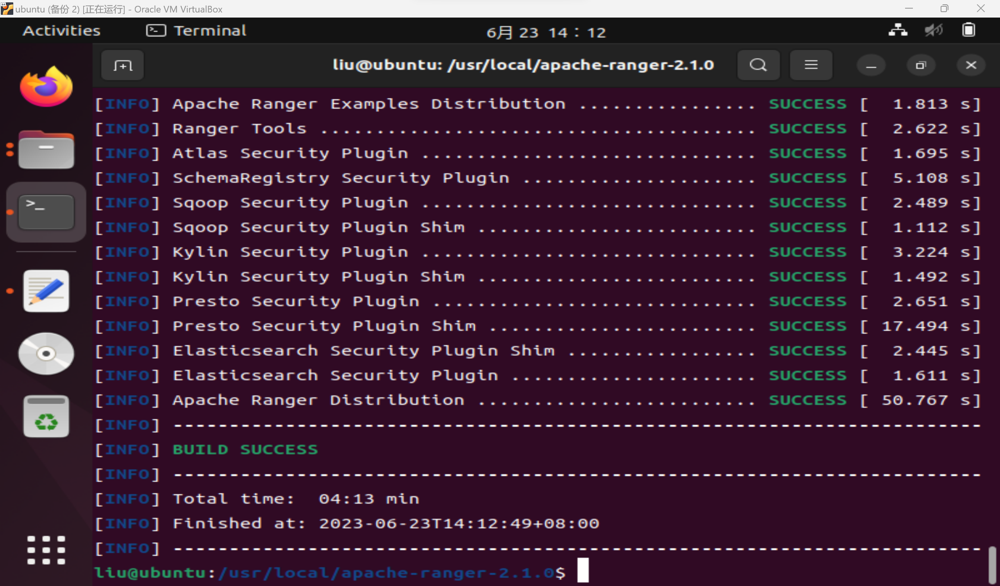 64
ubuntu (备份 2) [正在运行] - Oracle VM VirtualBox
Activities
Terminal
6月 23 14：12
liu@ubuntu: /usr/local/apache-ranger-2.1.0
[INFO] Apache Ranger Examples Distribution ................ SUCCESS [  1.813 s]
[INFO] Ranger Tools ....................................... SUCCESS [  2.622 s]
[INFO] Atlas Security Plugin .............................. SUCCESS [  1.695 s]
[INFO] SchemaRegistry Security Plugin ..................... SUCCESS [  5.108 s]
[INFO] Sqoop Security Plugin .............................. SUCCESS [  2.489 s]
[INFO] Sqoop Security Plugin Shim ......................... SUCCESS [  1.112 s]
[INFO] Kylin Security Plugin .............................. SUCCESS [  3.224 s]
[INFO] Kylin Security Plugin Shim ......................... SUCCESS [  1.492 s]
[INFO] Presto Security Plugin ............................. SUCCESS [  2.651 s]
[INFO] Presto Security Plugin Shim ........................ SUCCESS [ 17.494 s]
[INFO] Elasticsearch Security Plugin Shim ................. SUCCESS [  2.445 s]
[INFO] Elasticsearch Security Plugin ...................... SUCCESS [  1.611 s]
[INFO] Apache Ranger Distribution ......................... SUCCESS [ 50.767 s]
[INFO] ------------------------------------------------------------------------
[INFO] BUILD SUCCESS
[INFO] ------------------------------------------------------------------------
[INFO] Total time:  04:13 min
[INFO] Finished at: 2023-06-23T14:12:49+08:00
[INFO] ------------------------------------------------------------------------
liu@ubuntu:/usr/local/apache-ranger-2.1.0$